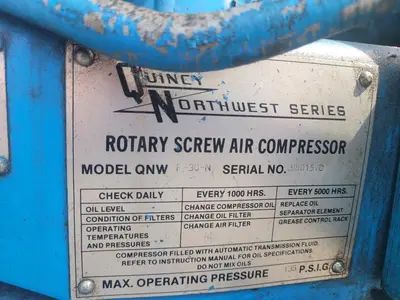 QUINCY
NORTHWEST SERIES
ROTARY SCREW AIR COMPRESSOR
MODEL QNW SERIAL NO.
CHECK DAILY EVERY 1000 HRS. EVERY 5000 HRS.
OIL LEVEL CHANGE COMPRESSOR OIL REPLACE OIL
CONDITION OF FILTERS CHANGE OIL FILTER SEPARATOR ELEMENT
OPERATING CHANGE AIR FILTER GREASE CONTROL RACK
TEMPERATURES
AND PRESSURES
COMPRESSOR FILLED WITH AUTOMATIC TRANSMISSION FLUID.
REFER TO INSTRUCTION MANUAL FOR OIL SPECIFICATIONS.
DO NOT MIX OILS
MAX. OPERATING PRESSURE P.S.I.G.